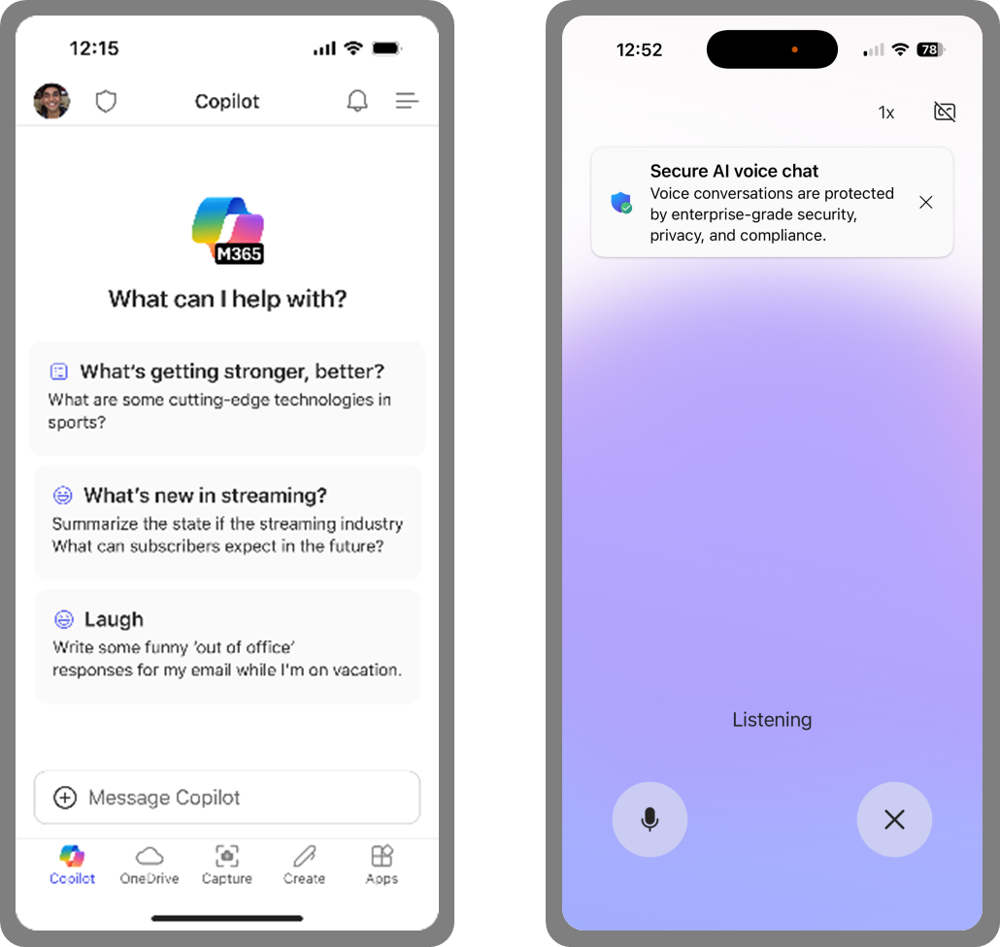 12:15
Copilot
M365
What can I help with?
What's getting stronger, better?
What are some cutting-edge technologies in
sports?
What's new in streaming?
Summarize the state if the streaming industry
What can subscribers expect in the future?
Laugh
Write some funny 'out of office'
responses for my email while I'm on vacation.
Message Copilot
Copilot
OneDrive
Capture
Create
Apps
12:52
78
1x
CC
Secure AI voice chat
Voice conversations are protected
by enterprise-grade security,
privacy, and compliance.
Listening